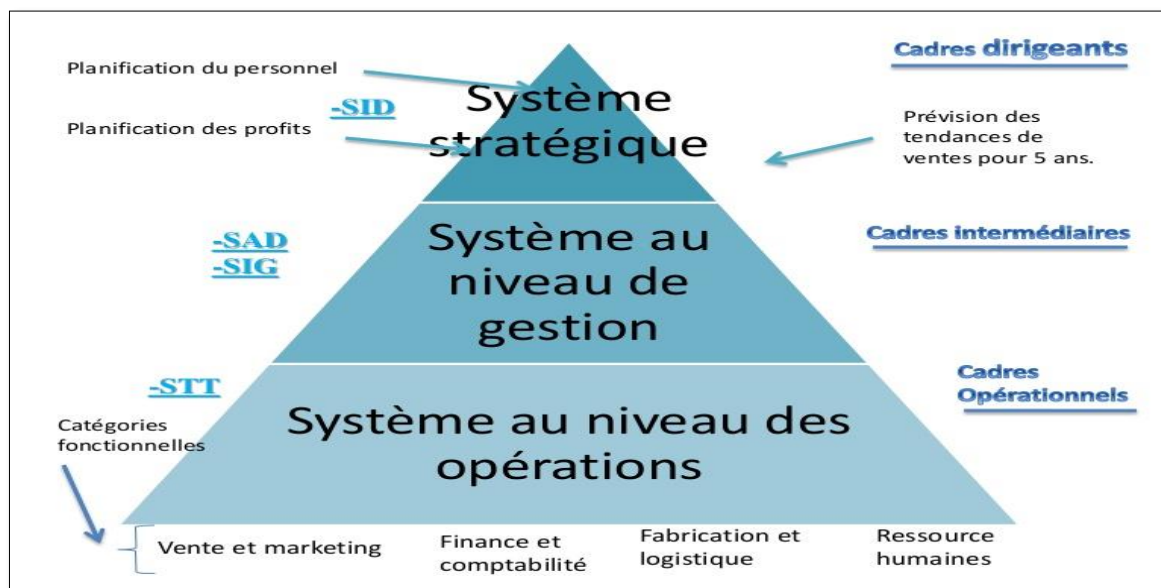 Planification du personnel
-SID
Planification des profits
Système
stratégique
Cadres dirigeants
Prévision des
tendances de
ventes pour 5 ans.
-SAD
-SIG
Système au
niveau de
gestion
Cadres intermédiaires
-STT
Système au niveau des
opérations
Cadres
Opérationnels
Catégories
fonctionnelles
Vente et marketing
Finance et
comptabilité
Fabrication et
logistique
Ressource
humaines